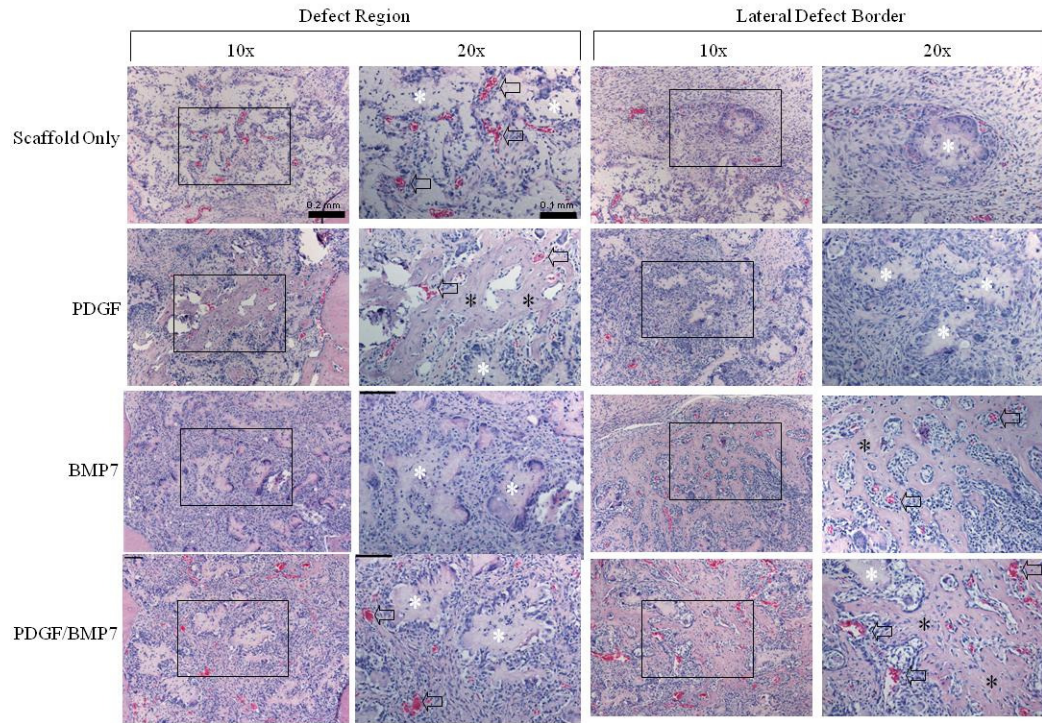 Defect Region
Lateral Defect Border
10x
20x
10x
20x
Scaffold Only
0.2 mm
0.1 mm
PDGF
BMP7
PDGF/BMP7